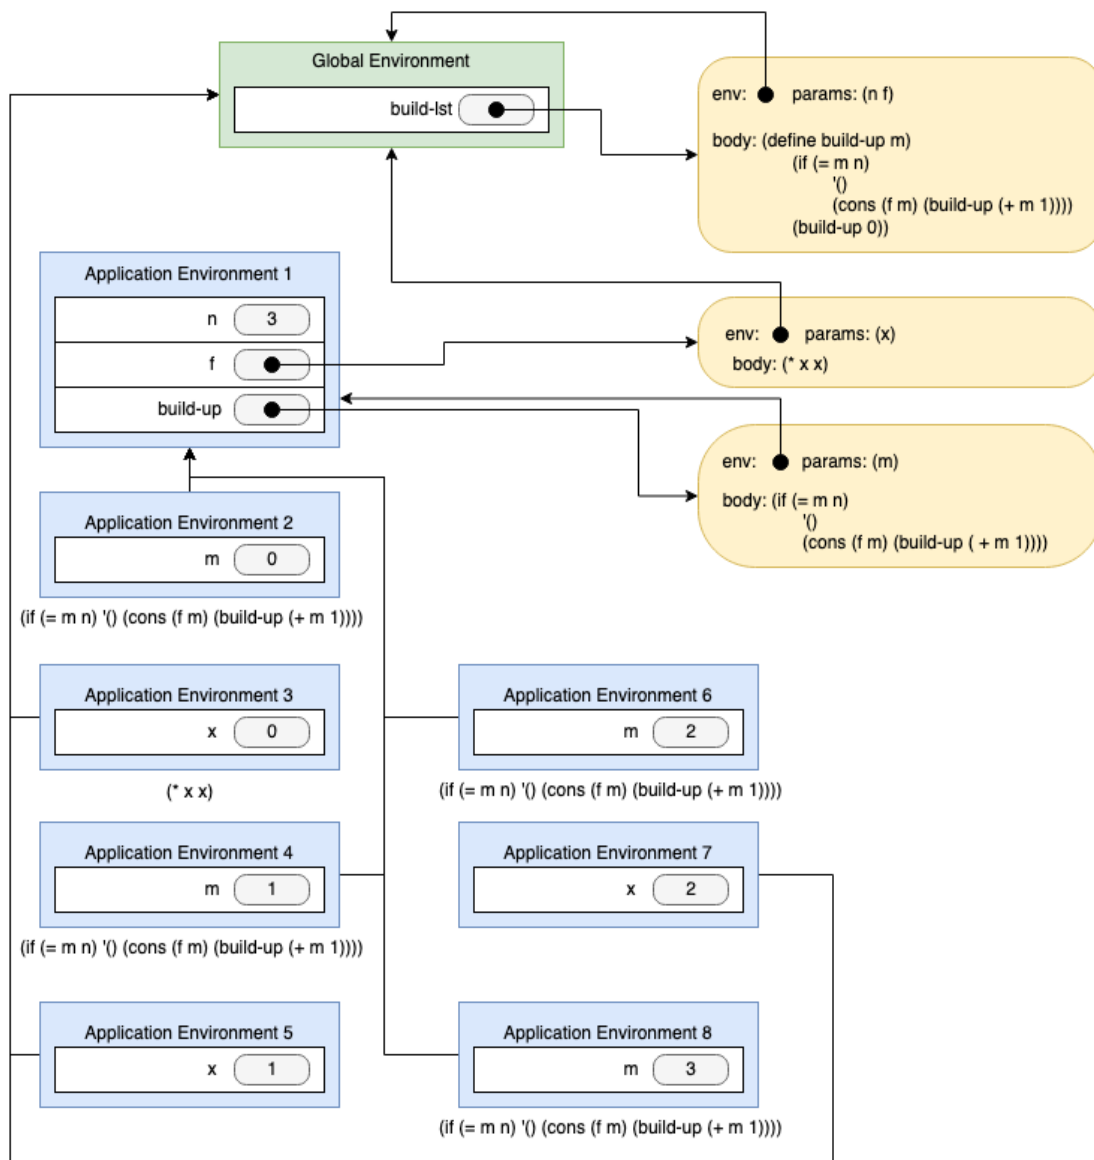 Global Environment
build-lst
env: params: (n f)
body: (define build-up m)
(if (= m n)
'()
(cons (f m) (build-up (+ m 1))))
(build-up 0))
Application Environment 1
n 3
f
build-up
env: params: (x)
body: (* x x)
env: params: (m)
body: (if (= m n)
'()
(cons (f m) (build-up ( + m 1))))
Application Environment 2
m 0
(if (= m n) '() (cons (f m) (build-up (+ m 1))))
Application Environment 3
x 0
(* x x)
Application Environment 6
m 2
(if (= m n) '() (cons (f m) (build-up (+ m 1))))
Application Environment 4
m 1
(if (= m n) '() (cons (f m) (build-up (+ m 1))))
Application Environment 7
x 2
Application Environment 5
x 1
Application Environment 8
m 3
(if (= m n) '() (cons (f m) (build-up (+ m 1))))